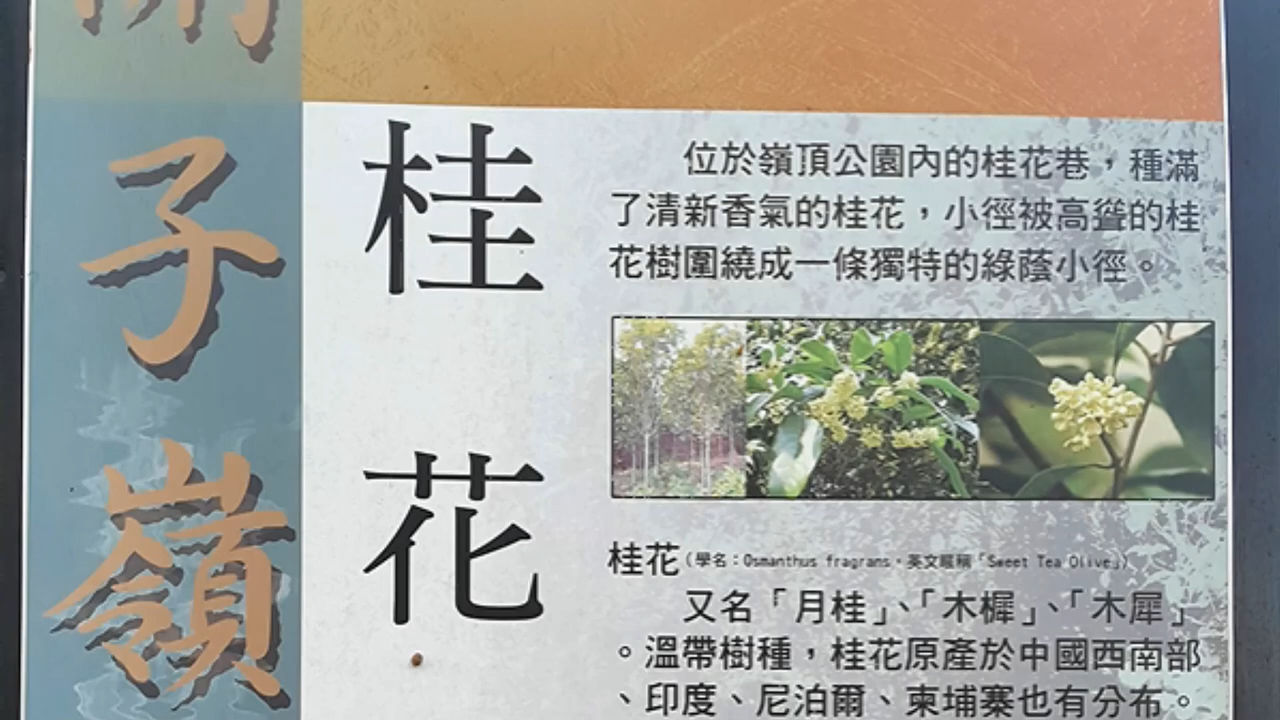 關子嶺
桂花
位於嶺頂公園內的桂花巷，種滿
了清新香氣的桂花，小徑被高聳的桂
花樹圍繞成一條獨特的綠蔭小徑。
桂花(學名：Osmanthus fragrans，英文暱稱「Sweet Tea Olive」)
又名「月桂」、「木樨」、「木犀」
。溫帶樹種，桂花原產於中國西南部
、印度、尼泊爾、柬埔寨也有分布。